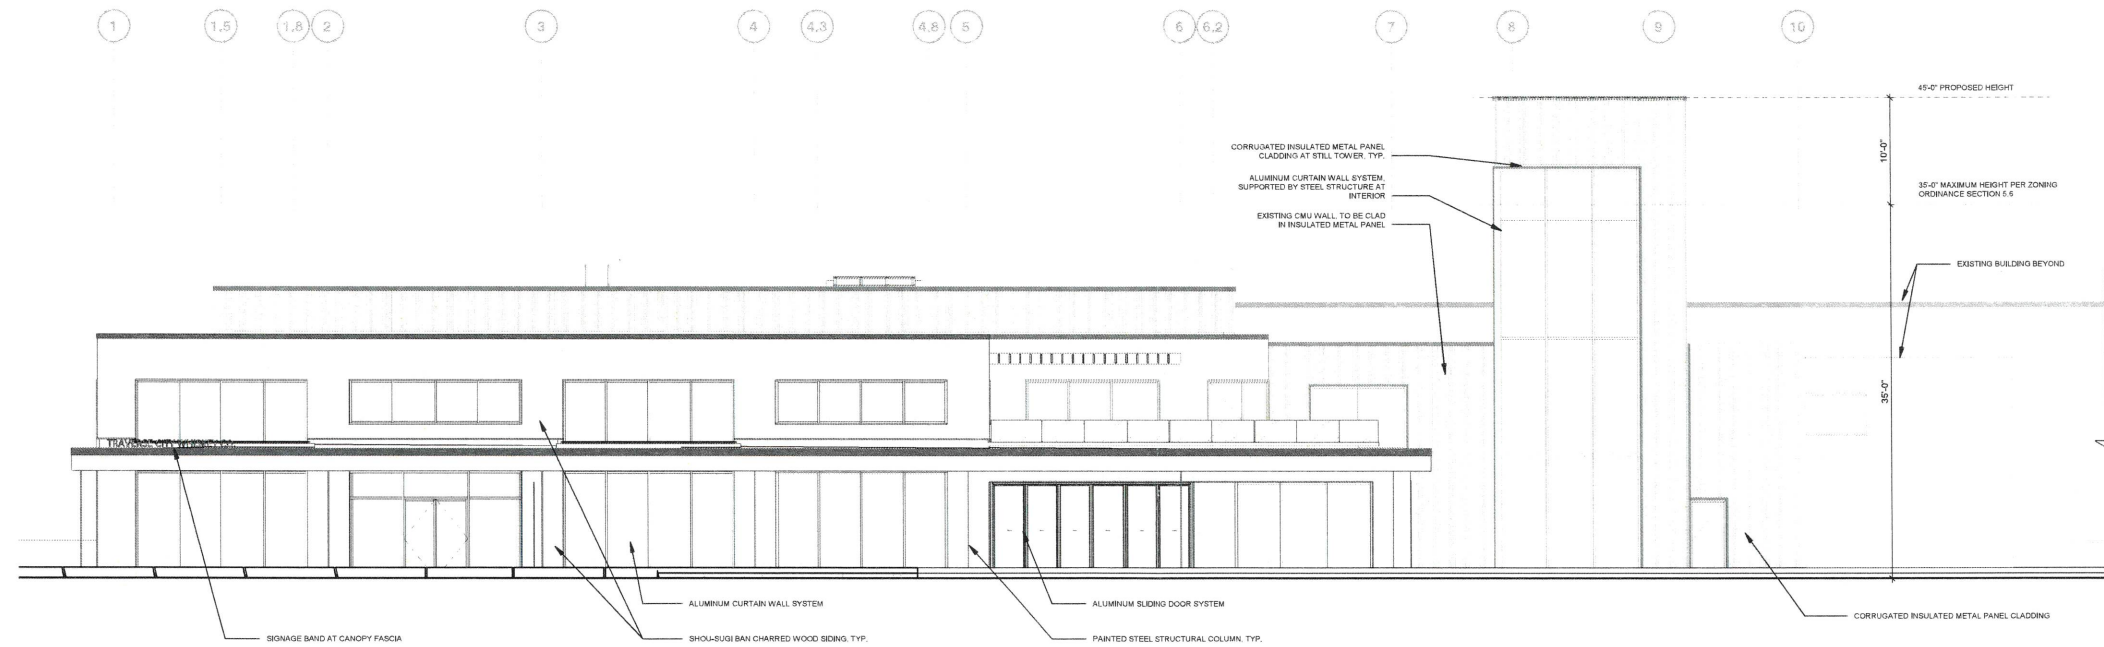 1 1.5 1.8 2 3 4 4.3 4.8 5 6 6.2 7 8 9 10
45'-0" PROPOSED HEIGHT
10'-0"
CORRUGATED INSULATED METAL PANEL
CLADDING AT STILL TOWER, TYP.
ALUMINUM CURTAIN WALL SYSTEM,
SUPPORTED BY STEEL STRUCTURE AT
INTERIOR
35'-0" MAXIMUM HEIGHT PER ZONING
ORDINANCE SECTION 5.6
EXISTING CMU WALL, TO BE CLAD
IN INSULATED METAL PANEL
EXISTING BUILDING BEYOND
35'-0"
TRAVERSE CITY
ALUMINUM CURTAIN WALL SYSTEM
ALUMINUM SLIDING DOOR SYSTEM
CORRUGATED INSULATED METAL PANEL CLADDING
SIGNAGE BAND AT CANOPY FASCIA
SHOU-SUGI BAN CHARRED WOOD SIDING, TYP.
PAINTED STEEL STRUCTURAL COLUMN, TYP.